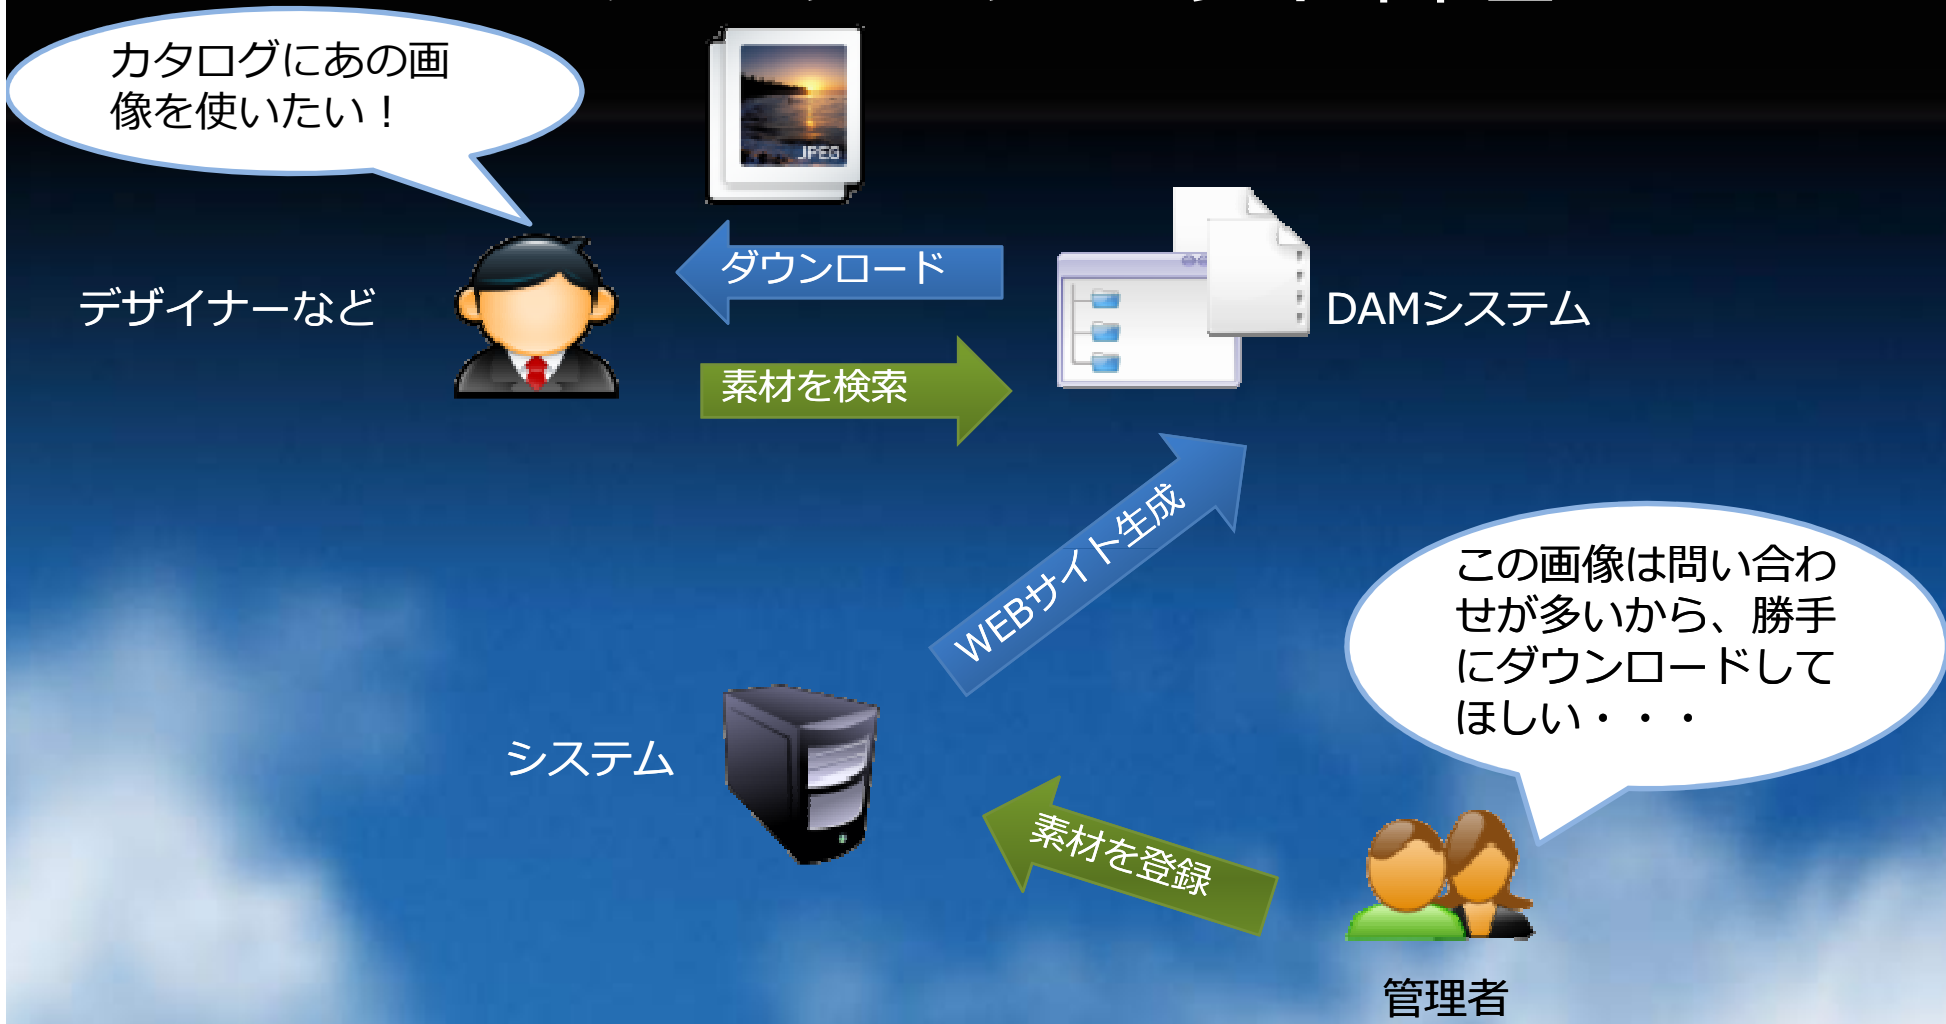 カタログにあの画
像を使いたい！
JPEG
ダウンロード
デザイナーなど
DAMシステム
素材を検索
WEBサイト生成
この画像は問い合わ
せが多いから、勝手
にダウンロードして
ほしい・・・
システム
素材を登録
管理者